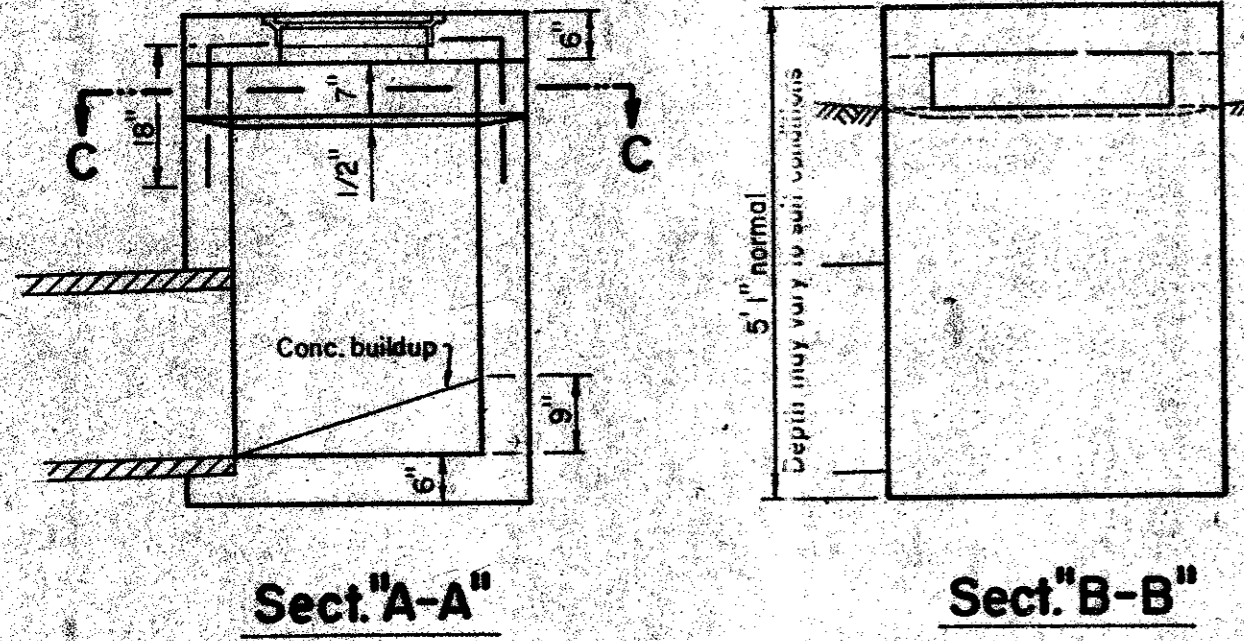 6"
7"
18"
C
C
1/2"
Conc. buildup
9"
6"
Sect. "A-A"
5' 1" normal
Sect. "B-B"